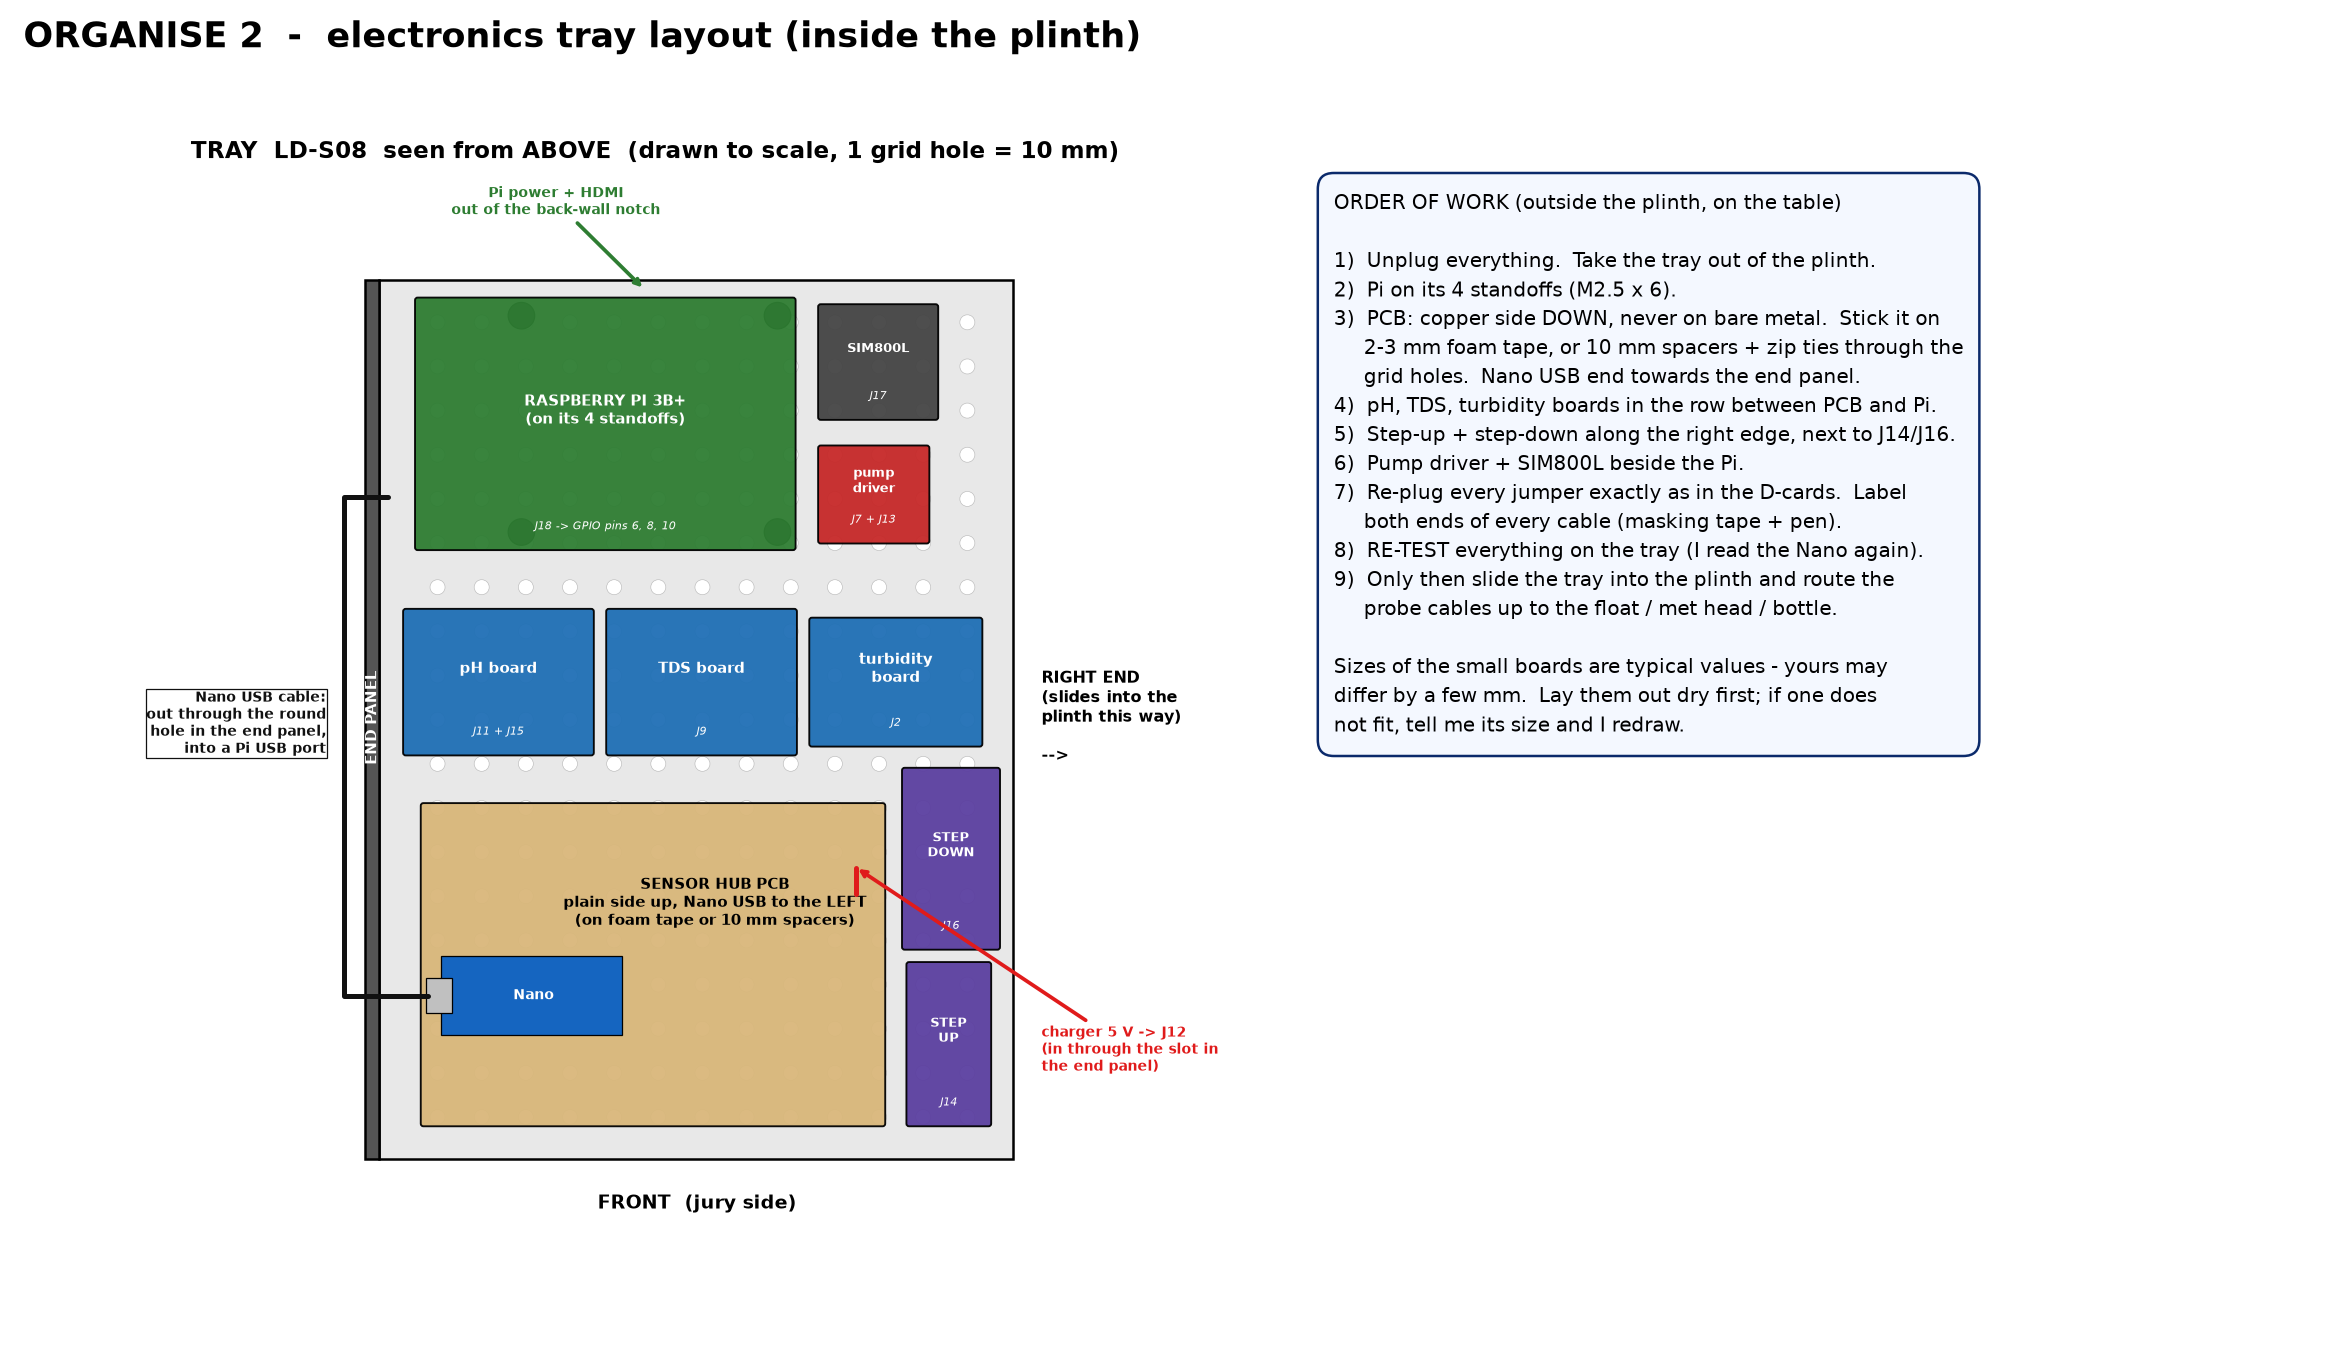 ORGANISE 2  -  electronics tray layout (inside the plinth)
TRAY  LD-S08  seen from ABOVE  (drawn to scale, 1 grid hole = 10 mm)
Pi power + HDMI
out of the back-wall notch
RASPBERRY PI 3B+
(on its 4 standoffs)
J18 -> GPIO pins 6, 8, 10
SIM800L
J17
pump
driver
J7 + J13
END PANEL
Nano USB cable:
out through the round
hole in the end panel,
into a Pi USB port
pH board
J11 + J15
TDS board
J9
turbidity
board
J2
RIGHT END
(slides into the
plinth this way)
-->
STEP
DOWN
J16
SENSOR HUB PCB
plain side up, Nano USB to the LEFT
(on foam tape or 10 mm spacers)
Nano
STEP
UP
J14
charger 5 V -> J12
(in through the slot in
the end panel)
FRONT  (jury side)
ORDER OF WORK (outside the plinth, on the table)
1)  Unplug everything.  Take the tray out of the plinth.
2)  Pi on its 4 standoffs (M2.5 x 6).
3)  PCB: copper side DOWN, never on bare metal.  Stick it on
2-3 mm foam tape, or 10 mm spacers + zip ties through the
grid holes.  Nano USB end towards the end panel.
4)  pH, TDS, turbidity boards in the row between PCB and Pi.
5)  Step-up + step-down along the right edge, next to J14/J16.
6)  Pump driver + SIM800L beside the Pi.
7)  Re-plug every jumper exactly as in the D-cards.  Label
both ends of every cable (masking tape + pen).
8)  RE-TEST everything on the tray (I read the Nano again).
9)  Only then slide the tray into the plinth and route the
probe cables up to the float / met head / bottle.
Sizes of the small boards are typical values - yours may
differ by a few mm.  Lay them out dry first; if one does
not fit, tell me its size and I redraw.